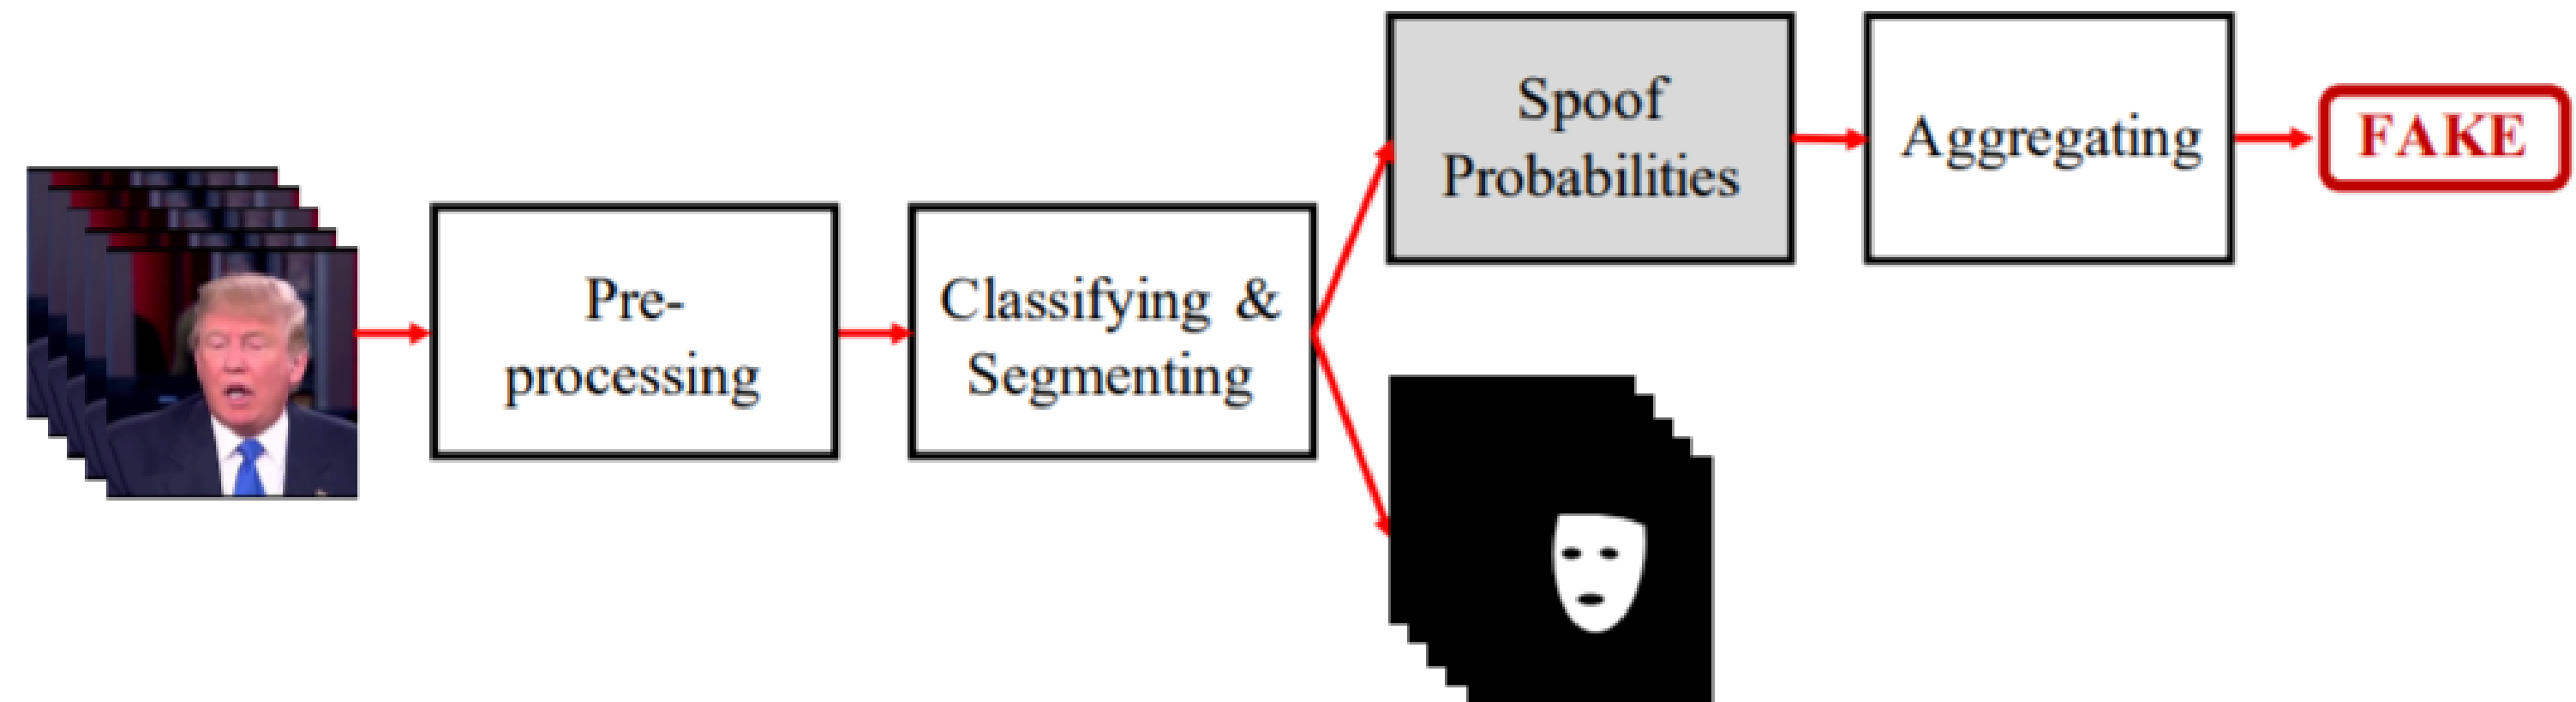 Pre-
processing
Classifying &
Segmenting
Spoof
Probabilities
Aggregating
FAKE